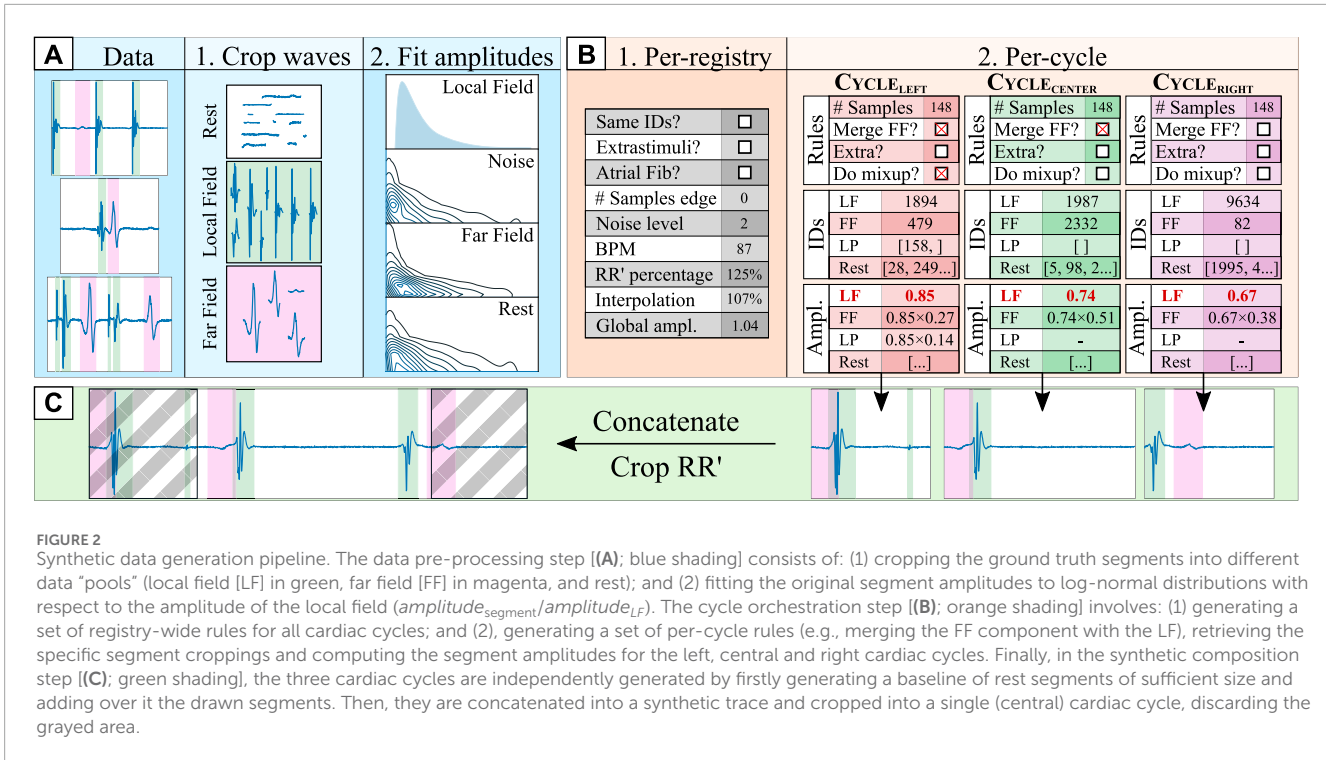 A
Data
1. Crop waves
2. Fit amplitudes
Rest
Local Field
Far Field
Local Field
Noise
Far Field
Rest
B
1. Per-registry
2. Per-cycle
Same IDs?
Extrastimuli?
Atrial Fib?
# Samples edge 0
Noise level 2
BPM 87
RR' percentage 125%
Interpolation 107%
Global ampl. 1.04
CYCLELEFT
Rules
# Samples 148
Merge FF?
Extra?
Do mixup?
IDs
LF 1894
FF 479
LP [158, ]
Rest [28, 249...]
Ampl.
LF 0.85
FF 0.85×0.27
LP 0.85×0.14
Rest [...]
CYCLECENTER
Rules
# Samples 148
Merge FF?
Extra?
Do mixup?
IDs
LF 1987
FF 2332
LP [ ]
Rest [5, 98, 2...]
Ampl.
LF 0.74
FF 0.74×0.51
LP -
Rest [...]
CYCLERIGHT
Rules
# Samples 148
Merge FF?
Extra?
Do mixup?
IDs
LF 9634
FF 82
LP [ ]
Rest [1995, 4...]
Ampl.
LF 0.67
FF 0.67×0.38
LP -
Rest [...]
C
Concatenate
Crop RR'
FIGURE 2
Synthetic data generation pipeline. The data pre-processing step [(A); blue shading] consists of: (1) cropping the ground truth segments into different
data "pools" (local field [LF] in green, far field [FF] in magenta, and rest); and (2) fitting the original segment amplitudes to log-normal distributions with
respect to the amplitude of the local field (amplitudesegment/amplitudeLF). The cycle orchestration step [(B); orange shading] involves: (1) generating a
set of registry-wide rules for all cardiac cycles; and (2), generating a set of per-cycle rules (e.g., merging the FF component with the LF), retrieving the
specific segment croppings and computing the segment amplitudes for the left, central and right cardiac cycles. Finally, in the synthetic composition
step [(C); green shading], the three cardiac cycles are independently generated by firstly generating a baseline of rest segments of sufficient size and
adding over it the drawn segments. Then, they are concatenated into a synthetic trace and cropped into a single (central) cardiac cycle, discarding the
grayed area.